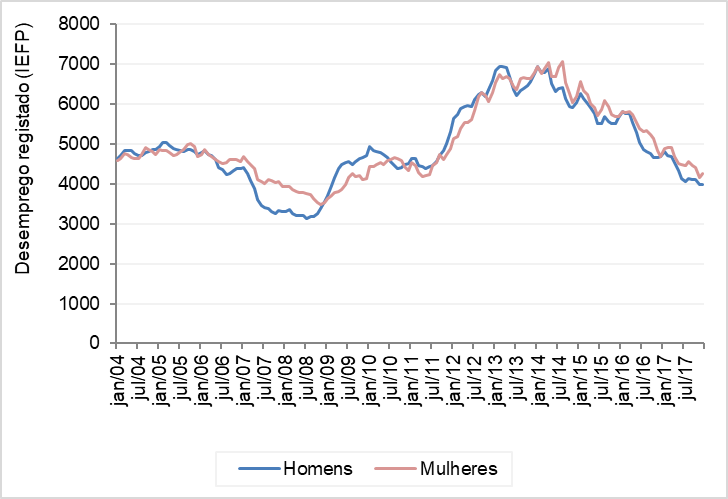 Desemprego registado (IEFP)
8000
7000
6000
5000
4000
3000
2000
1000
0
jan/04
jul/04
jan/05
jul/05
jan/06
jul/06
jan/07
jul/07
jan/08
jul/08
jan/09
jul/09
jan/10
jul/10
jan/11
jul/11
jan/12
jul/12
jan/13
jul/13
jan/14
jul/14
jan/15
jul/15
jan/16
jul/16
jan/17
jul/17
Homens Mulheres